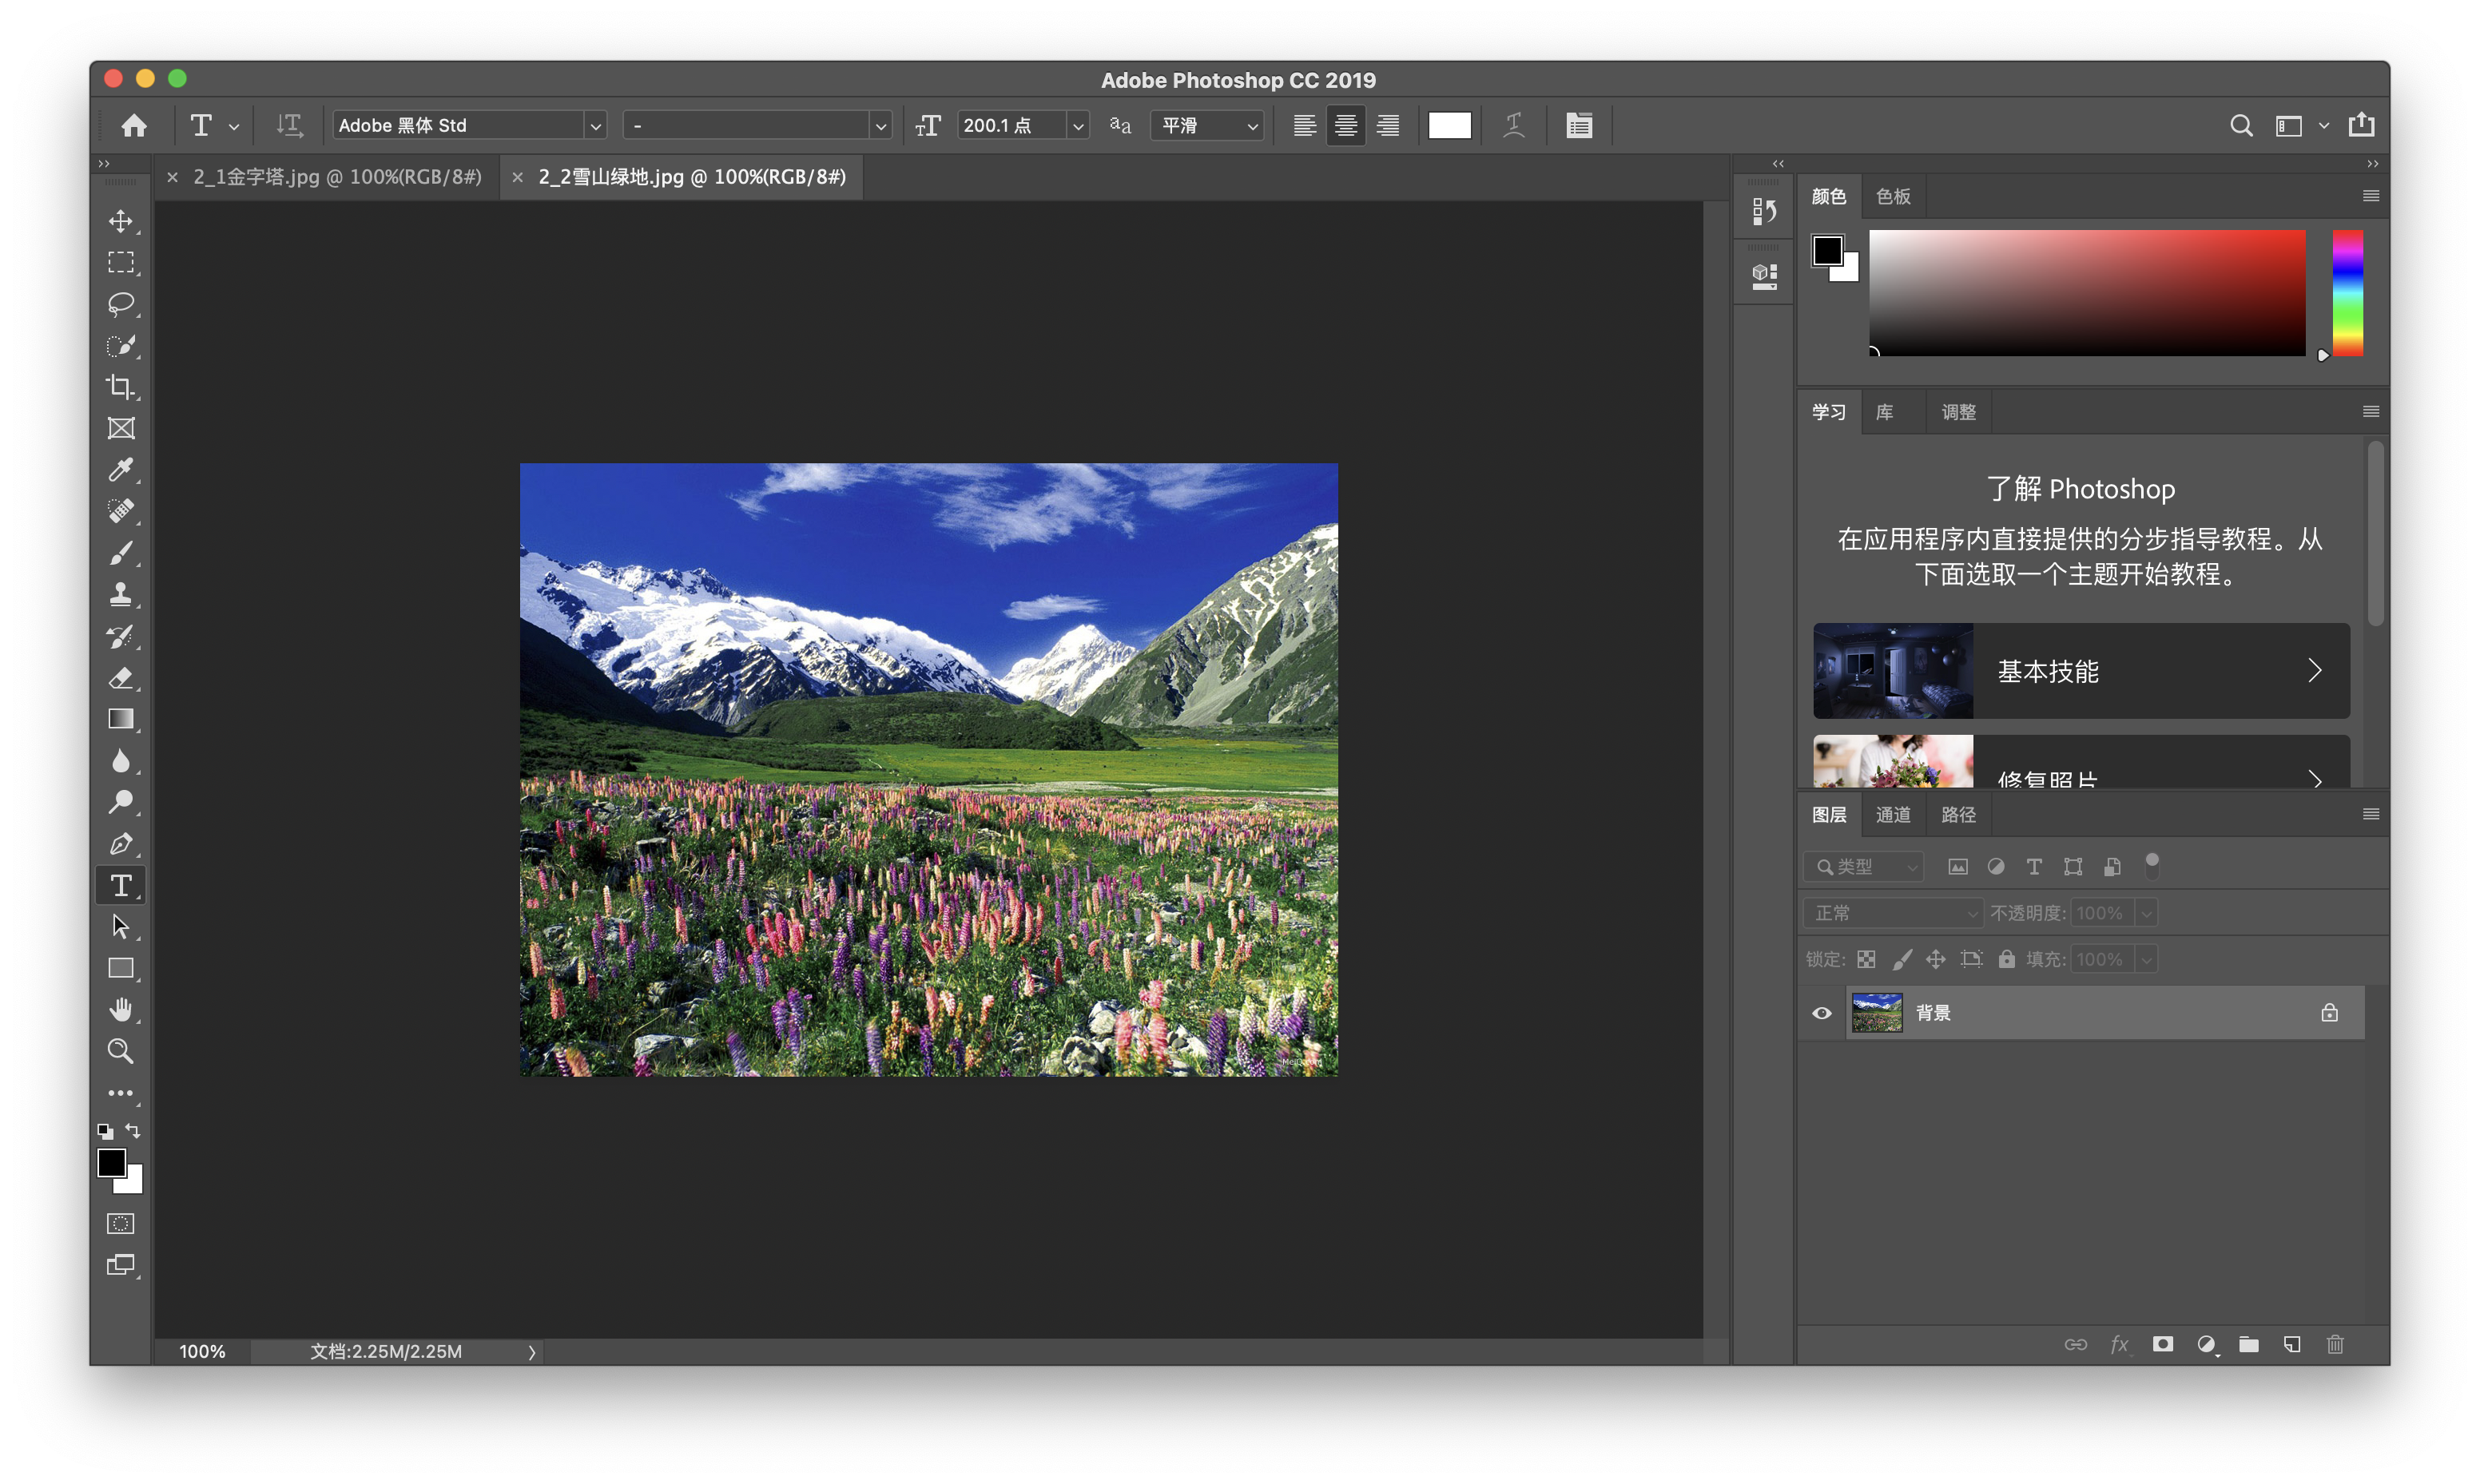 Adobe Photoshop CC 2019
Adobe 黑体 Std
-
200.1 点
aa
平滑
2_1金字塔.jpg @ 100%(RGB/8#)
2_2雪山绿地.jpg @ 100%(RGB/8#)
颜色
色板
学习
库
调整
了解 Photoshop
在应用程序内直接提供的分步指导教程。从
下面选取一个主题开始教程。
基本技能
修复照片
图层
通道
路径
类型
正常
不透明度: 100%
锁定:
填充: 100%
背景
fx
100%
文档:2.25M/2.25M